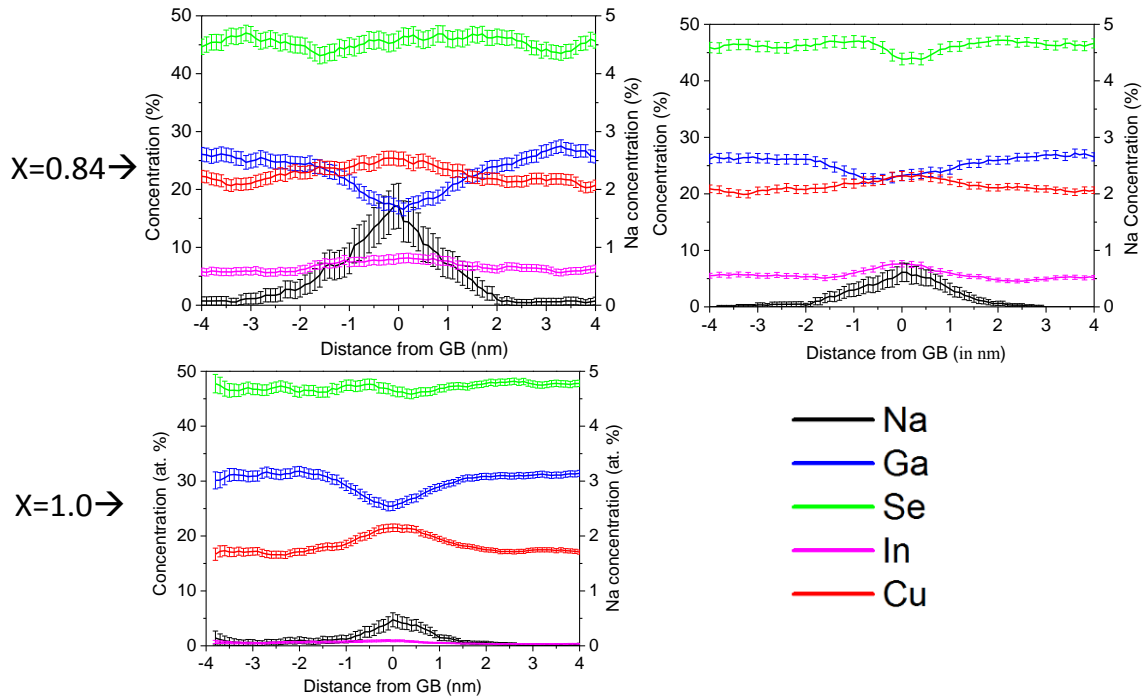 X=0.84→
50
40
30
20
10
0
Concentration (%)
5
4
3
2
1
0
Na concentration (%)
-4 -3 -2 -1 0 1 2 3 4
Distance from GB (nm)
50
40
30
20
10
0
Concentration (%)
5
4
3
2
1
0
Na Concentration (%)
-4 -3 -2 -1 0 1 2 3 4
Distance from GB (in nm)
X=1.0→
50
40
30
20
10
0
Concentration (at. %)
5
4
3
2
1
0
Na concentration (at. %)
-4 -3 -2 -1 0 1 2 3 4
Distance from GB (nm)
Na
Ga
Se
In
Cu